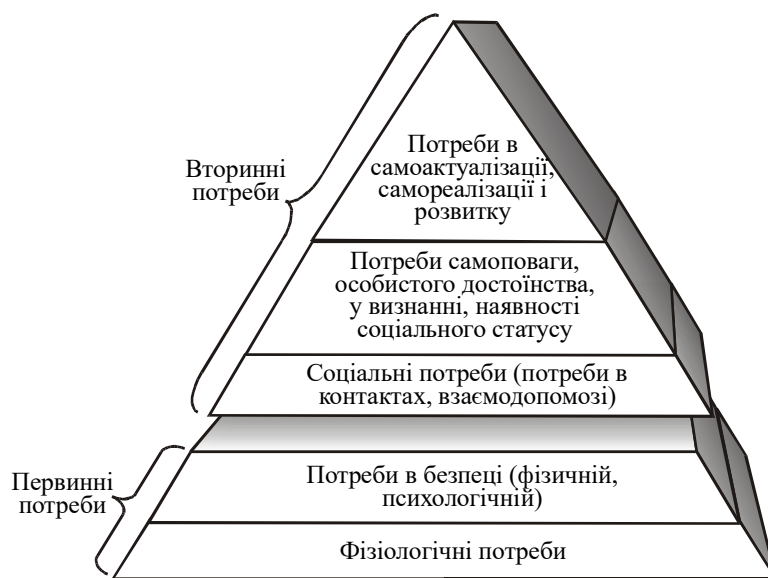 Вторинні
потреби
Потреби в
самоактуалізації,
самореалізації і
розвитку
Потреби самоповаги,
особистого достоїнства,
у визнанні, наявності
соціального статусу
Соціальні потреби (потреби в
контактах, взаємодопомозі)
Первинні
потреби
Потреби в безпеці (фізичній,
психологічній)
Фізіологічні потреби